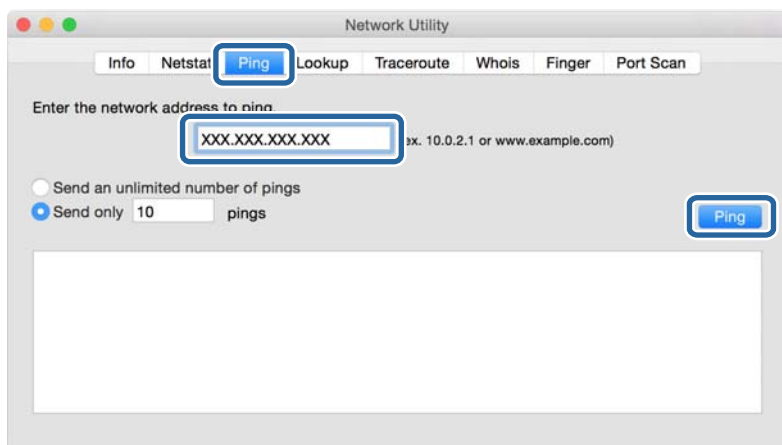 Network Utility
Info Netstat Ping Lookup Traceroute Whois Finger Port Scan
Enter the network address to ping.
XXX.XXX.XXX.XXX ex. 10.0.2.1 or www.example.com)
Send an unlimited number of pings
Send only 10 pings
Ping